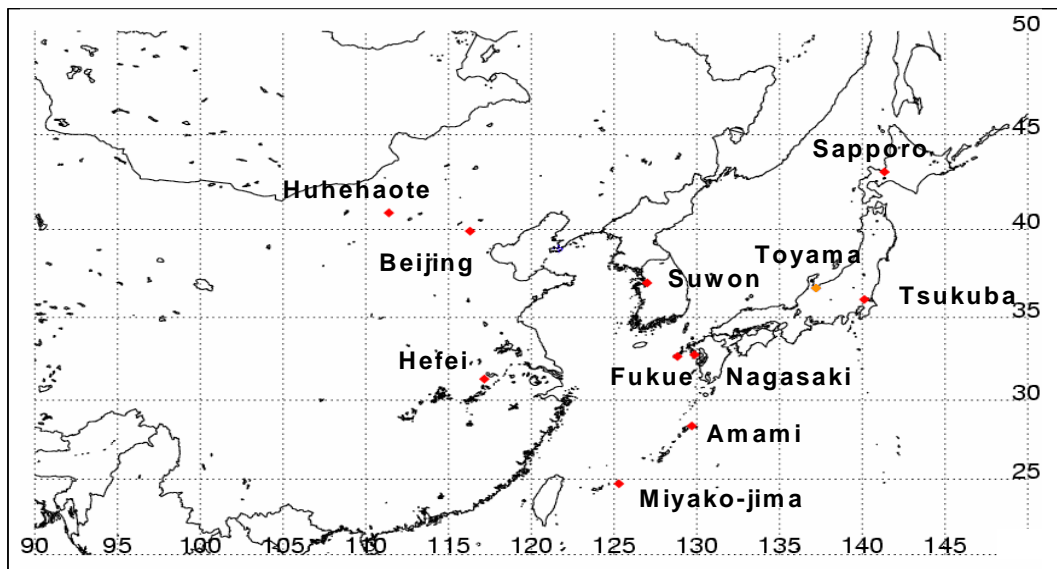 50
45
Sapporo
Huhehaote
40
Beijing
Toyama
Suwon
Tsukuba
35
Hefei
Fukue
Nagasaki
30
Amami
25
Miyako-jima
90 95 100 105 110 115 120 125 130 135 140 145